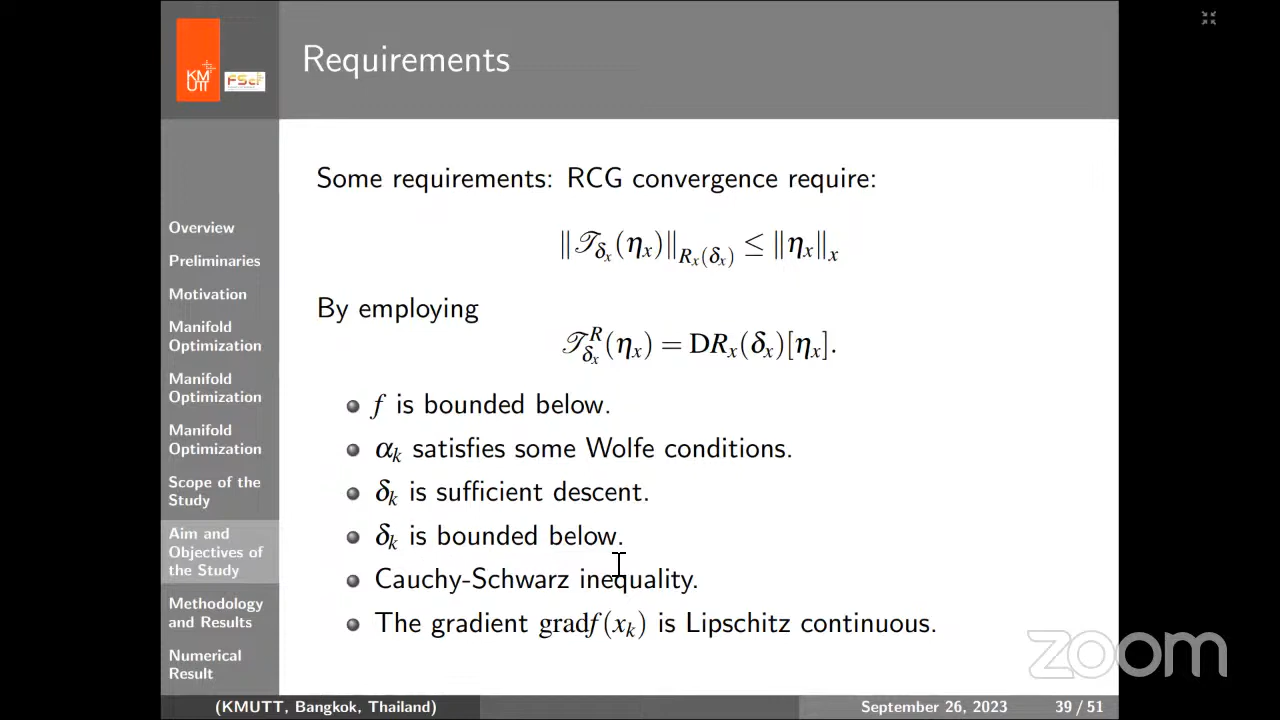 KM
UTT
FSci
Requirements
Overview
Preliminaries
Motivation
Manifold
Optimization
Manifold
Optimization
Manifold
Optimization
Scope of the
Study
Aim and
Objectives of
the Study
Methodology
and Results
Numerical
Result
Some requirements: RCG convergence require:
‖𝒯_{δ_x}(η_x)‖_{R_x(δ_x)} ≤ ‖η_x‖_x
By employing
𝒯^R_{δ_x}(η_x) = DR_x(δ_x)[η_x].
f is bounded below.
α_k satisfies some Wolfe conditions.
δ_k is sufficient descent.
δ_k is bounded below.
Cauchy-Schwarz inequality.
The gradient gradf(x_k) is Lipschitz continuous.
zoom
(KMUTT, Bangkok, Thailand) September 26, 2023 39 / 51